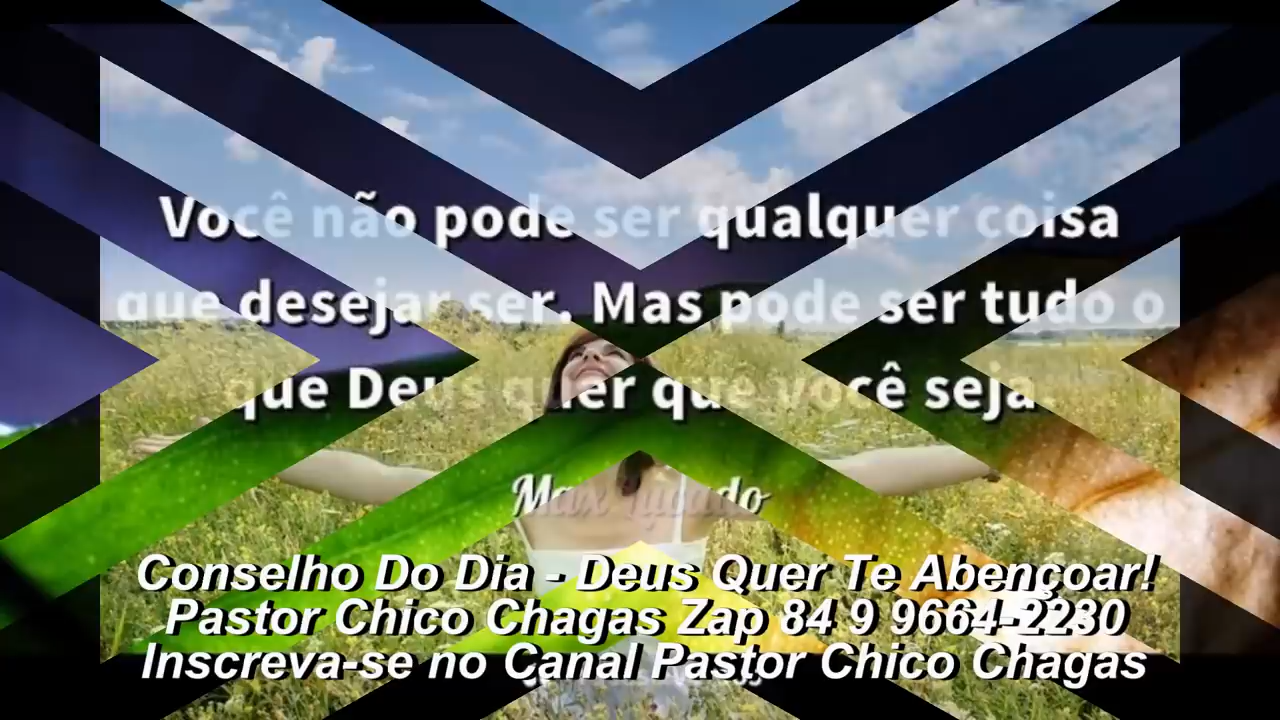 Você não pode ser qualquer coisa
que desejar ser. Mas pode ser tudo o
que Deus quer que você seja.
Max Lucado
Conselho Do Dia - Deus Quer Te Abençoar!
Pastor Chico Chagas Zap 84 9 9664-2230
Inscreva-se no Canal Pastor Chico Chagas